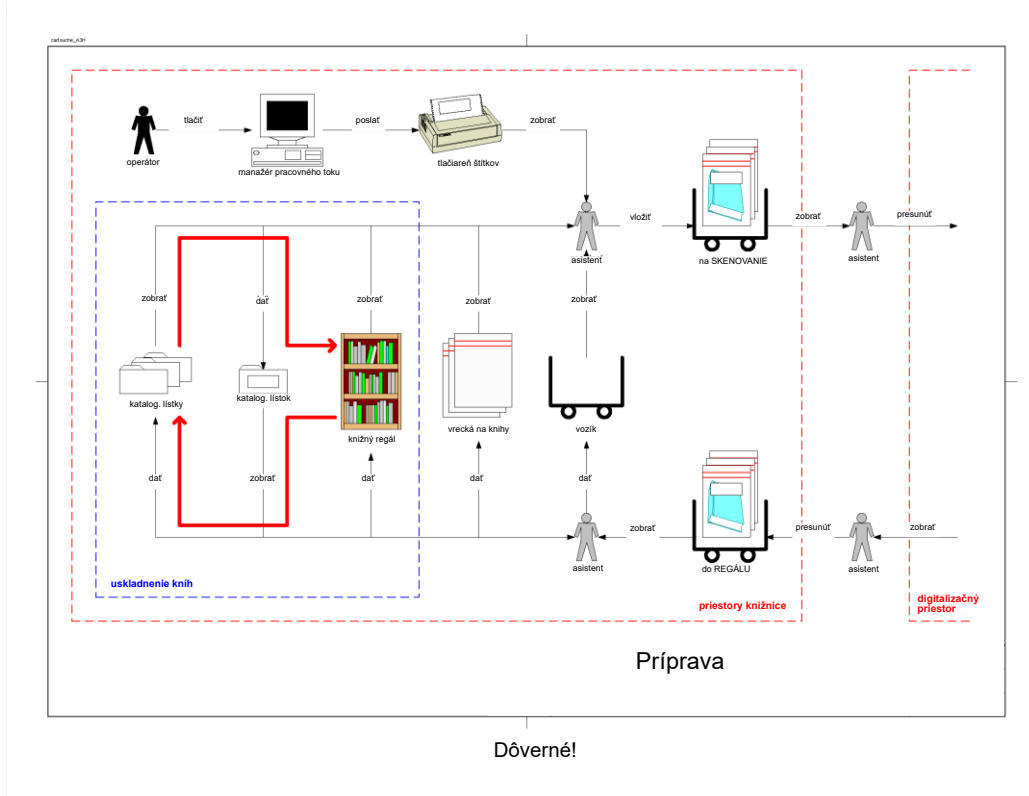 cartouche_A3H
tlačiť
poslať
zobrať
operátor
manažér pracovného toku
tlačiareň štítkov
vložiť
zobrať
presunúť
asistent
na SKENOVANIE
asistent
zobrať
dať
zobrať
zobrať
zobrať
katalog. lístky
katalog. lístok
knižný regál
vrecká na knihy
vozík
dať
zobrať
dať
dať
dať
zobrať
presunúť
zobrať
asistent
do REGÁLU
asistent
uskladnenie kníh
priestory knižnice
digitalizačný
priestor
Príprava
Dôverné!